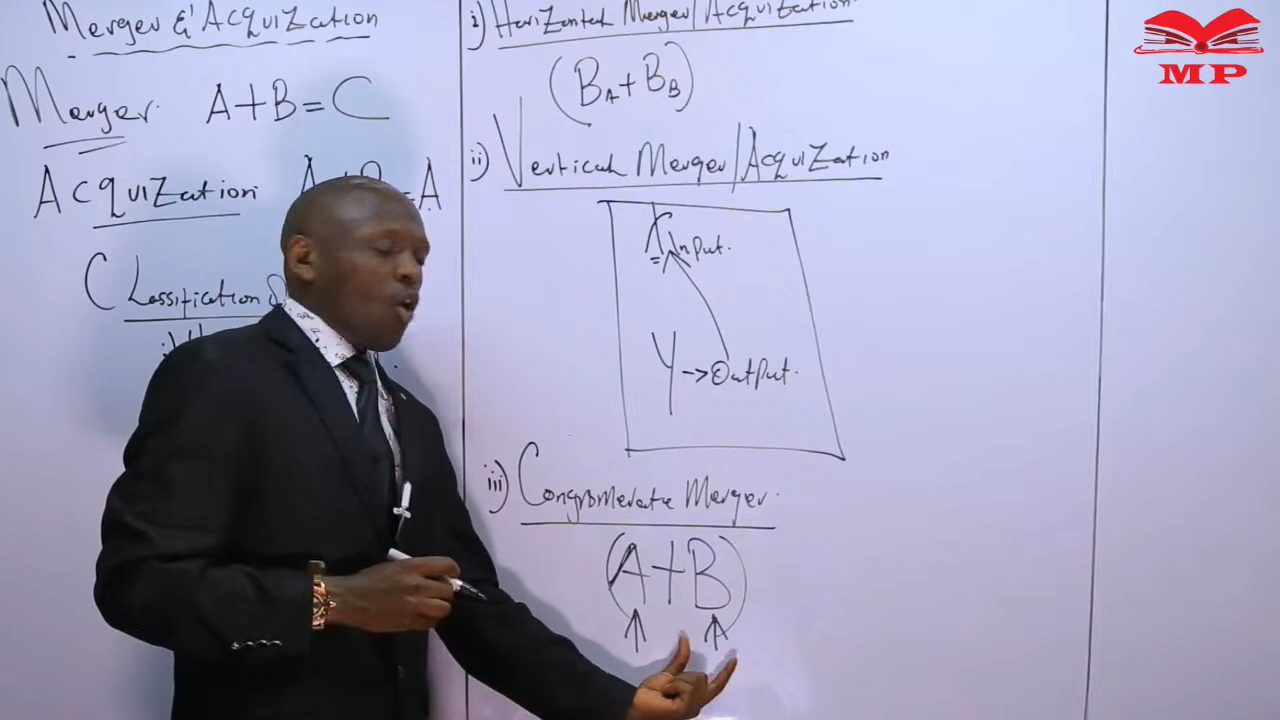 Merger & AcquiZation
Merger. A+B=C
AcquiZation A
Classification
i) HoriZontal Merger/AcquiZation.
(BA+BB)
ii) Vertical Merger/AcquiZation
X Input.
Y → Output.
iii) Congromerate Merger.
(A+B)
MP